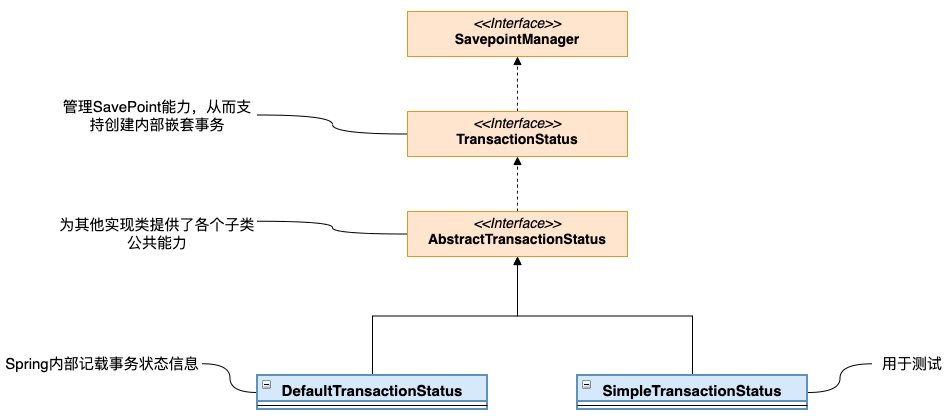 <<Interface>>
SavepointManager
管理SavePoint能力，从而支
持创建内部嵌套事务
<<Interface>>
TransactionStatus
为其他实现类提供了各个子类
公共能力
<<Interface>>
AbstractTransactionStatus
Spring内部记载事务状态信息
DefaultTransactionStatus
SimpleTransactionStatus
用于测试